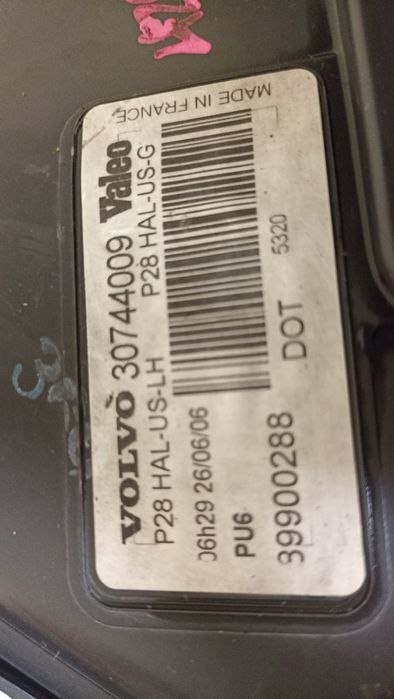 VOLVO 30744009 Valeo
P28 HAL-US-LH P28 HAL-US-G
06h29 26/06/06
PU6
89900288 DOT 5320
MADE IN FRANCE